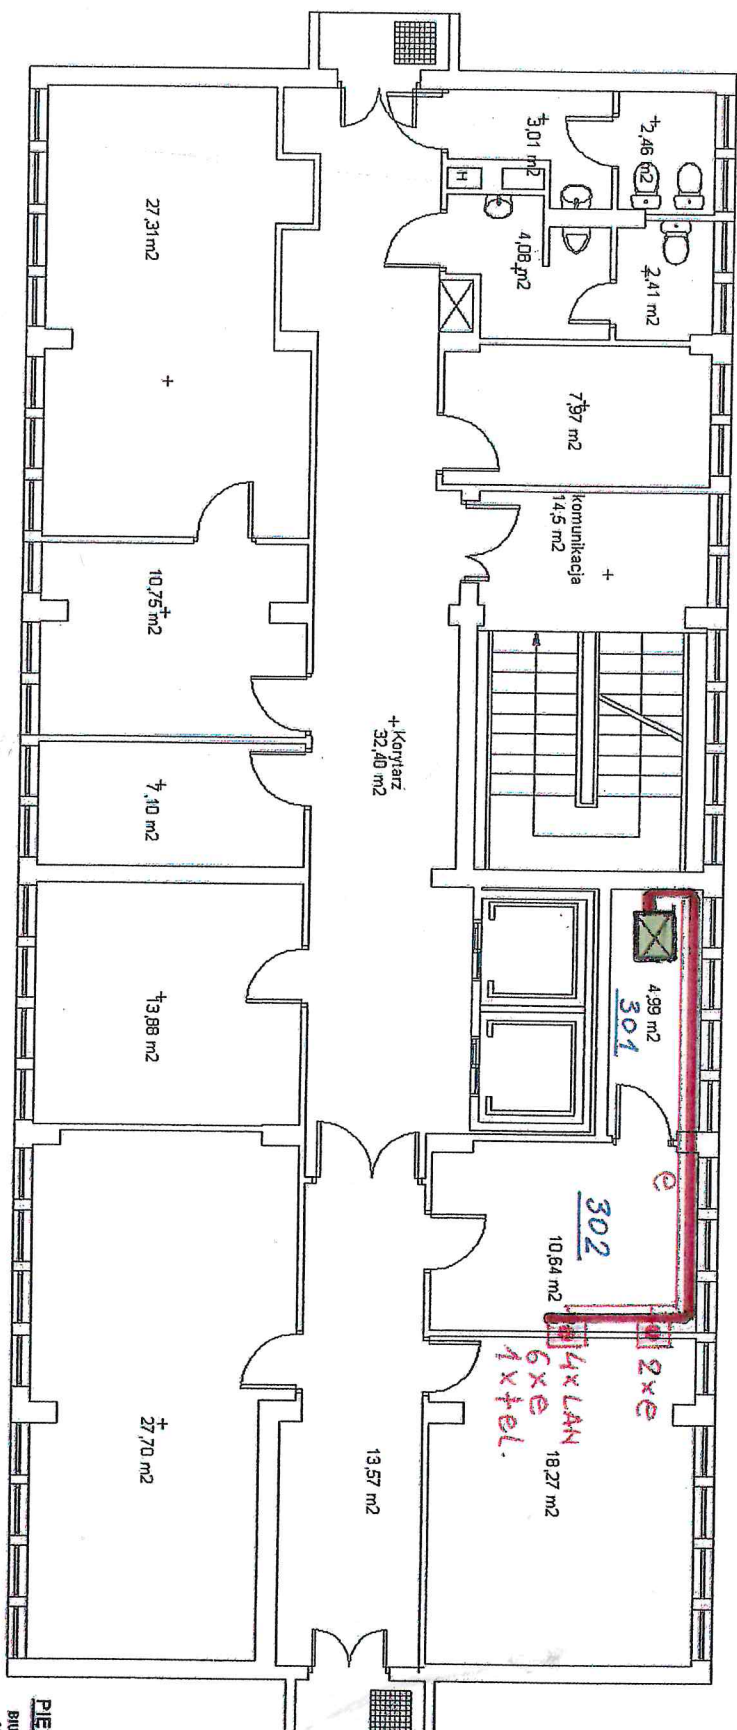 2,46 m2
3,01 m2
H
4,08 m2
2,41 m2
27,31m2
7,97 m2
komunikacja
14,5 m2
10,75 m2
Korytarz
32,40 m2
7,10 m2
4,99 m2
301
13,88 m2
e
302
10,64 m2
2xe
4xLAN
6xe
1xtel.
18,27 m2
27,70 m2
13,57 m2